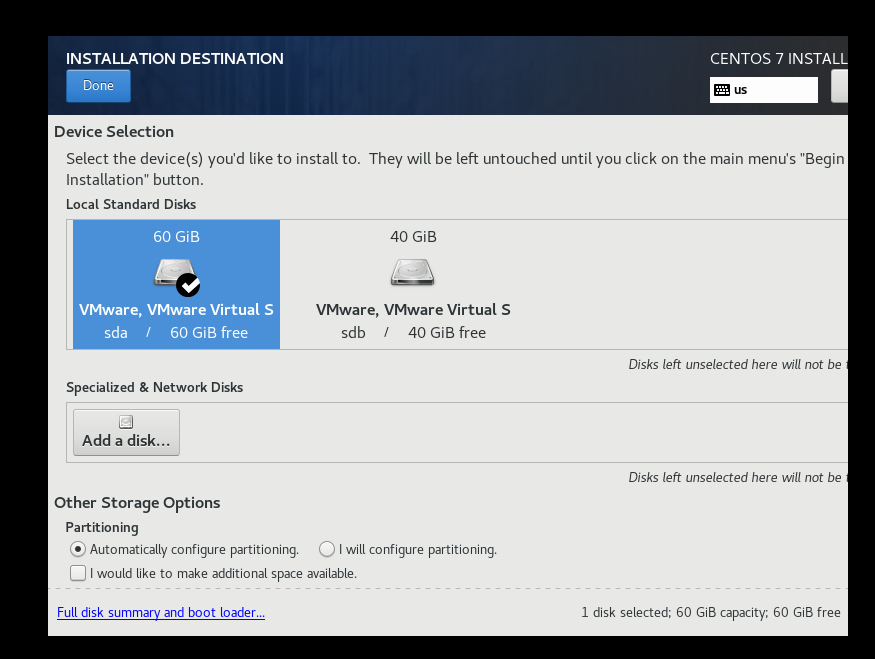 INSTALLATION DESTINATION
CENTOS 7 INSTALL
Done
us
Device Selection
Select the device(s) you'd like to install to.  They will be left untouched until you click on the main menu's "Begin
Installation" button.
Local Standard Disks
60 GiB
40 GiB
VMware, VMware Virtual S
VMware, VMware Virtual S
sda / 60 GiB free
sdb / 40 GiB free
Disks left unselected here will not be
Specialized & Network Disks
Add a disk...
Disks left unselected here will not be
Other Storage Options
Partitioning
Automatically configure partitioning.
I will configure partitioning.
I would like to make additional space available.
Full disk summary and boot loader...
1 disk selected; 60 GiB capacity; 60 GiB free